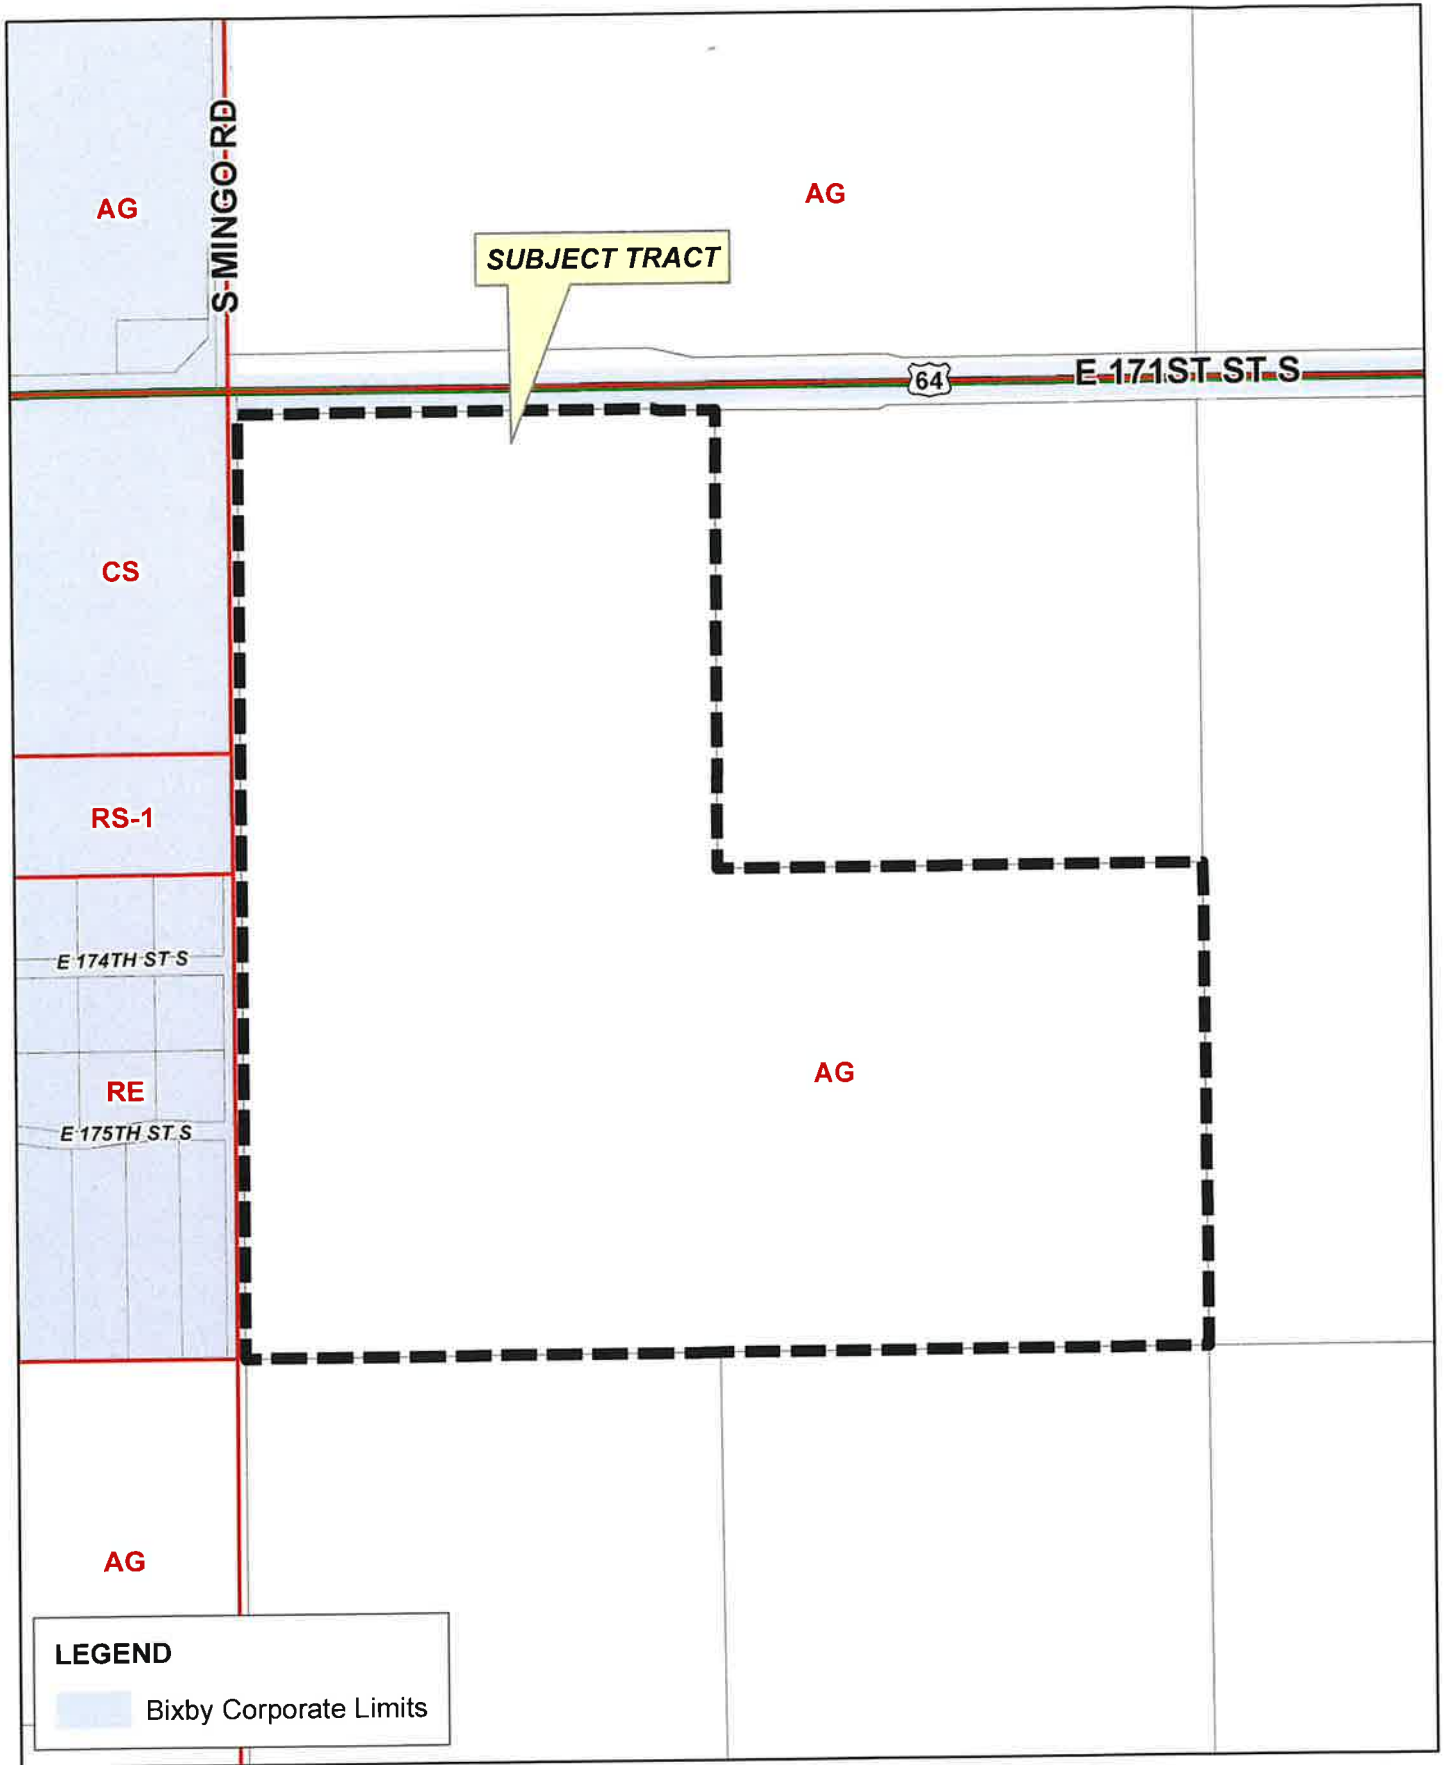 S MINGO RD
AG
AG
SUBJECT TRACT
64
E 171ST ST S
CS
RS-1
E 174TH ST S
RE
AG
E 175TH ST S
AG
LEGEND
Bixby Corporate Limits